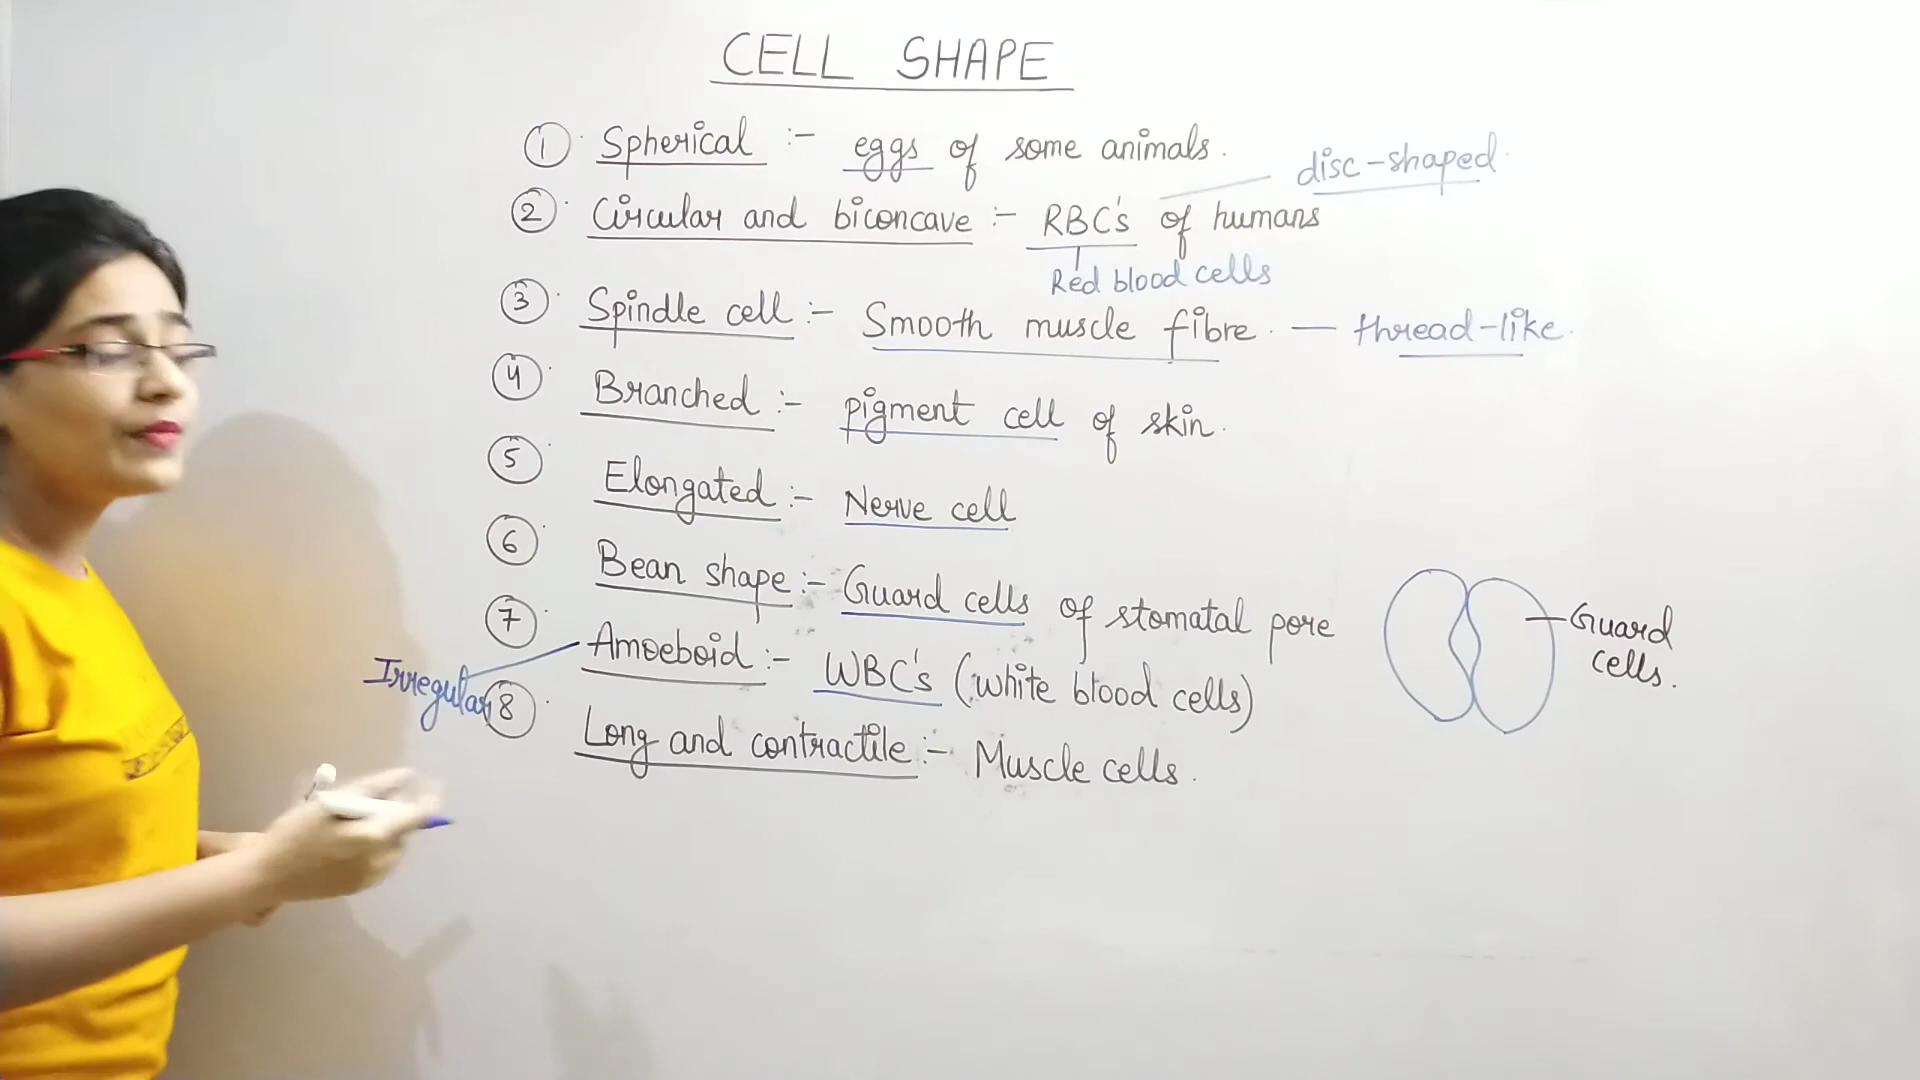 CELL SHAPE
① Spherical :- eggs of some animals.
disc-shaped.
② Circular and biconcave :- RBC's of humans
Red blood cells
③ Spindle cell :- Smooth muscle fibre. — thread-like.
④ Branched :- pigment cell of skin.
⑤ Elongated :- Nerve cell
⑥ Bean shape :- Guard cells of stomatal pore
Guard cells.
⑦ Amoeboid :- WBC's (white blood cells)
Irregular
⑧ Long and contractile :- Muscle cells.